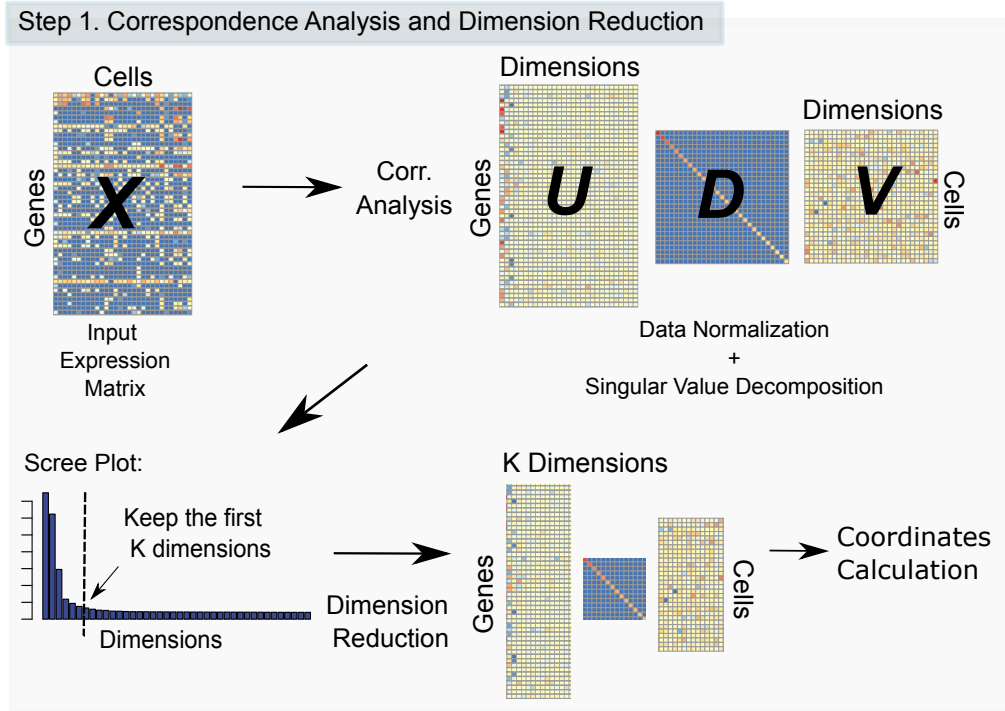 Step 1. Correspondence Analysis and Dimension Reduction
Cells
Genes
X
Input
Expression
Matrix
Corr.
Analysis
Dimensions
Genes
U
D
Dimensions
V
Cells
Data Normalization
+
Singular Value Decomposition
Scree Plot:
Keep the first
K dimensions
Dimensions
Dimension
Reduction
K Dimensions
Genes
Cells
Coordinates
Calculation